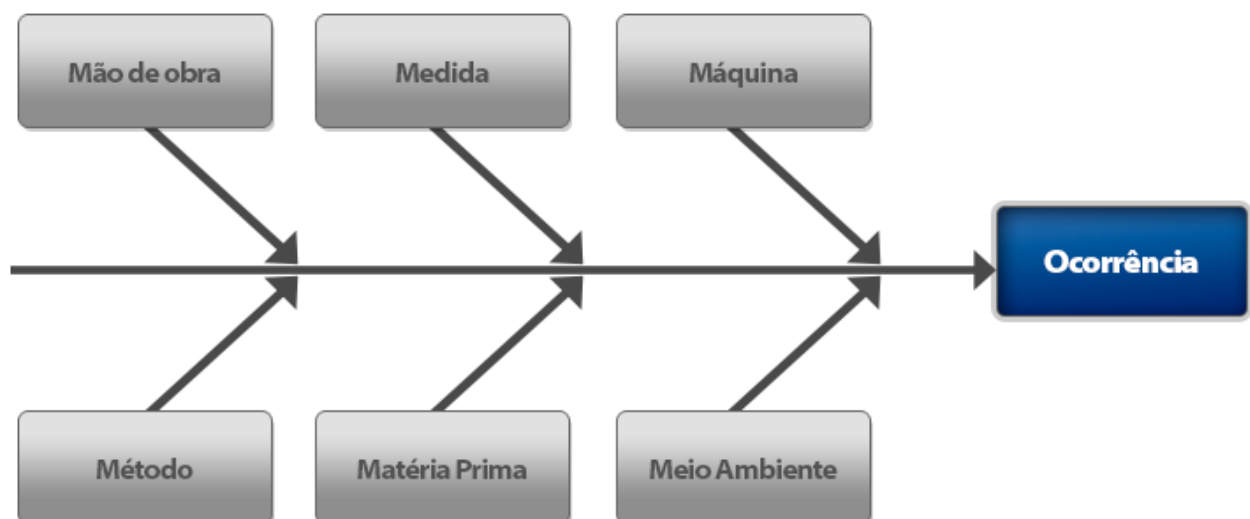 Mão de obra
Medida
Máquina
Ocorrência
Método
Matéria Prima
Meio Ambiente